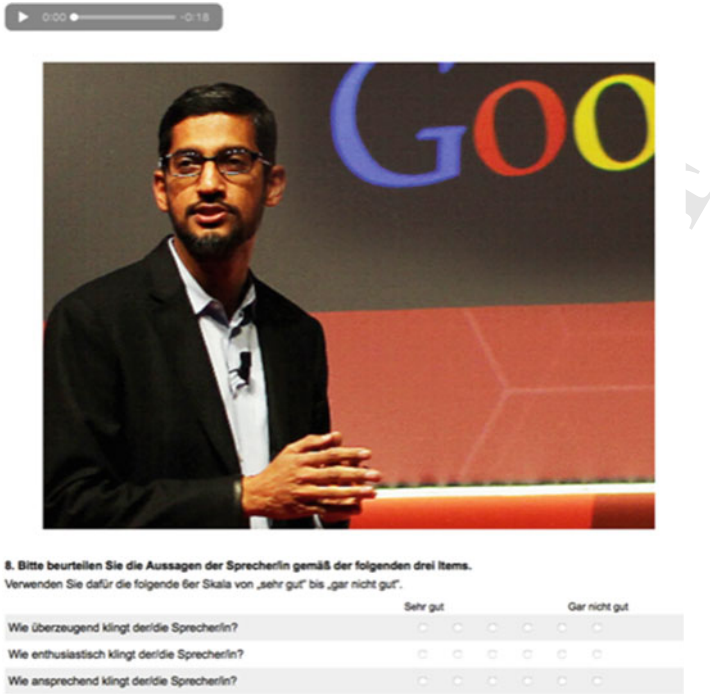 0:00 -0:18
Goo
8. Bitte beurteilen Sie die Aussagen der Sprecher/in gemäß der folgenden drei Items.
Verwenden Sie dafür die folgende 6er Skala von „sehr gut" bis „gar nicht gut".
Sehr gut Gar nicht gut
Wie überzeugend klingt der/die Sprecher/in?
Wie enthusiastisch klingt der/die Sprecher/in?
Wie ansprechend klingt der/die Sprecher/in?